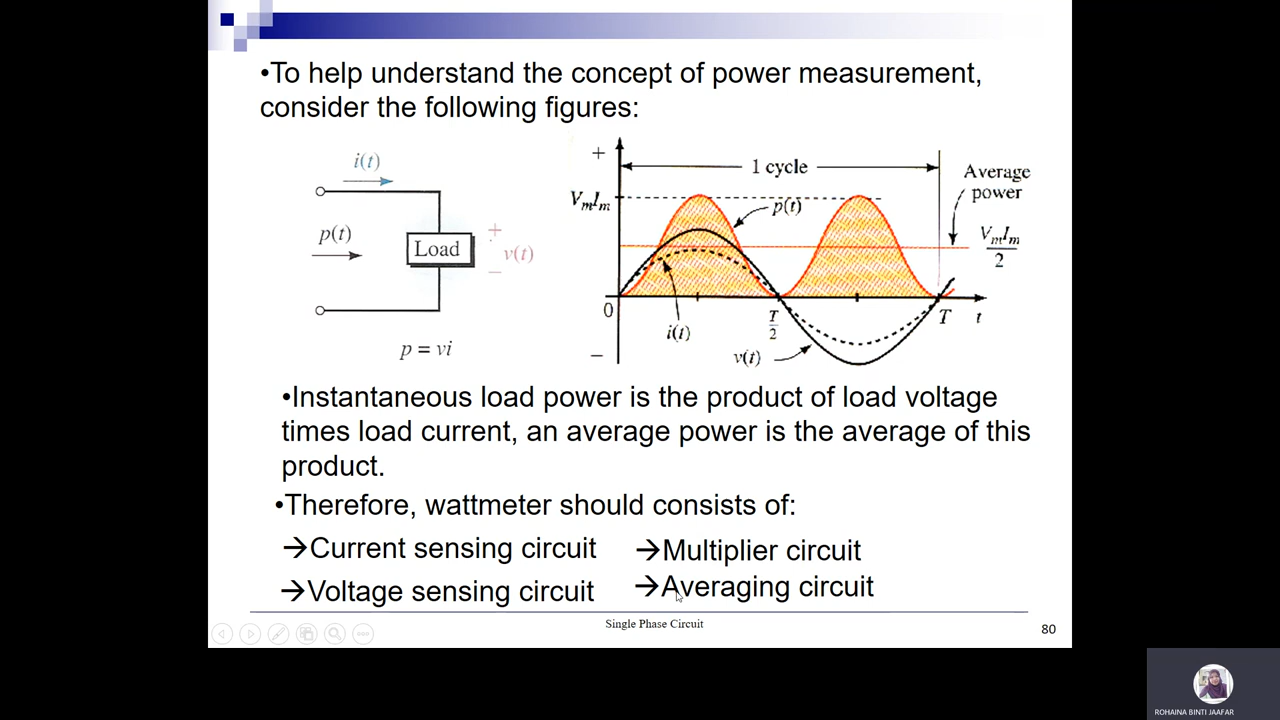 •To help understand the concept of power measurement,
consider the following figures:
i(t)
p(t)
Load
+
v(t)
−
p = vi
+
1 cycle
Average
power
VmIm
p(t)
VmIm
2
0
i(t)
T
2
T
t
−
v(t)
•Instantaneous load power is the product of load voltage
times load current, an average power is the average of this
product.
•Therefore, wattmeter should consists of:
→Current sensing circuit
→Multiplier circuit
→Voltage sensing circuit
→Averaging circuit
Single Phase Circuit
80
ROHAINA BINTI JAAFAR